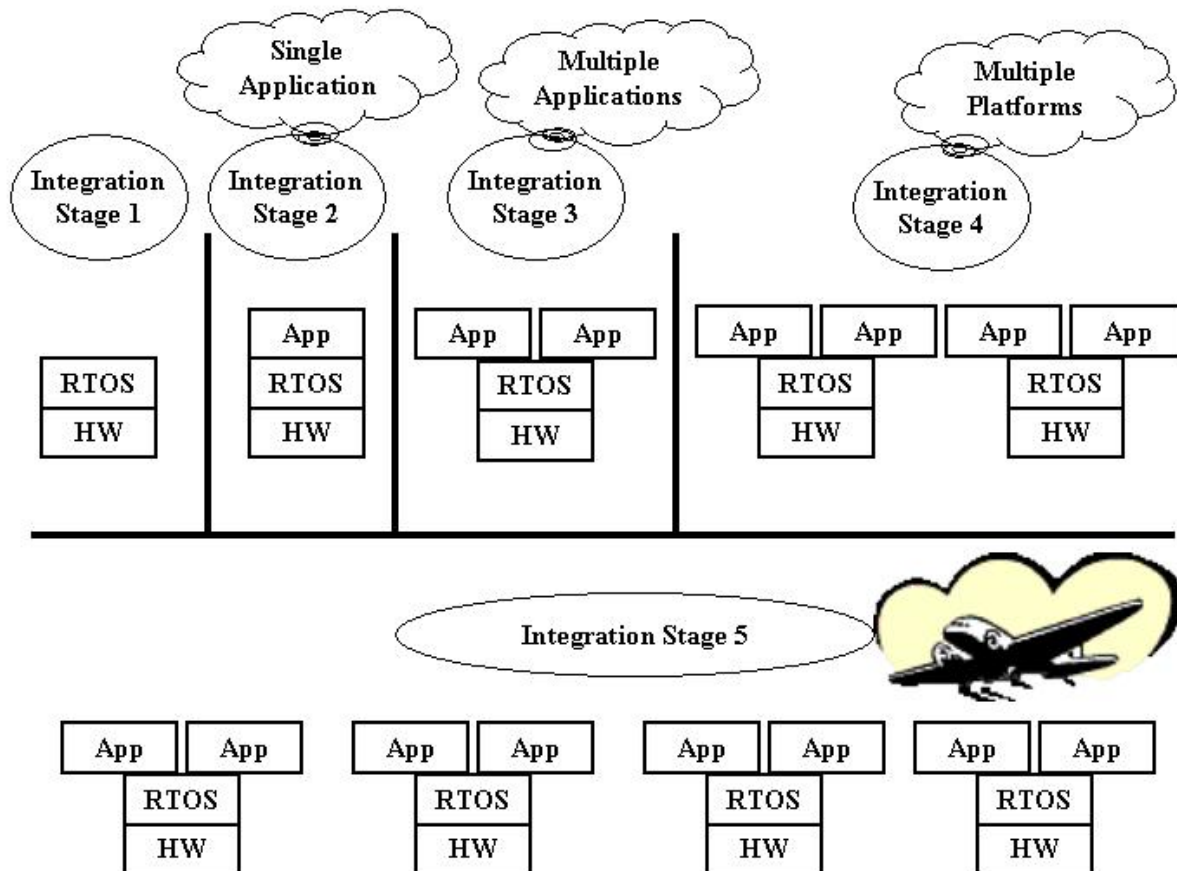 Single
Application
Multiple
Applications
Multiple
Platforms
Integration
Stage 1
Integration
Stage 2
Integration
Stage 3
Integration
Stage 4
App
RTOS
HW
RTOS
HW
App App
RTOS
HW
App App App App
RTOS RTOS
HW HW
Integration Stage 5
App App App App App App App App
RTOS RTOS RTOS RTOS
HW HW HW HW